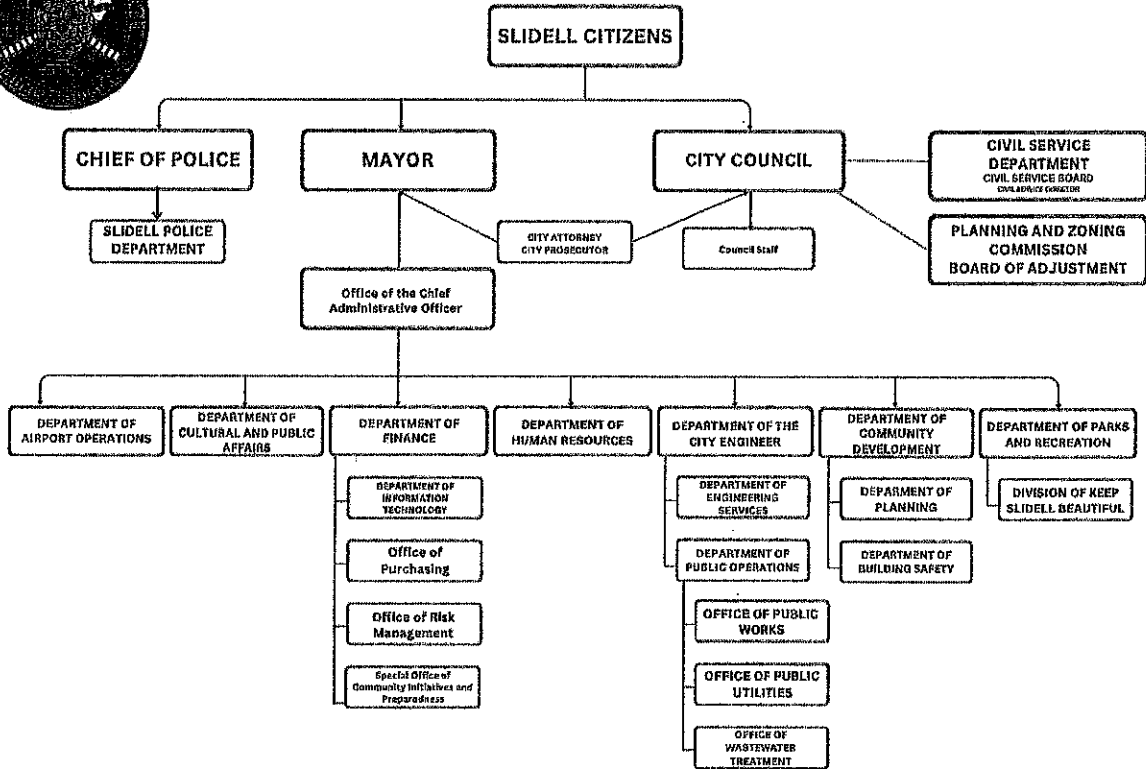 SLIDELL CITIZENS
CHIEF OF POLICE
MAYOR
CITY COUNCIL
CIVIL SERVICE
DEPARTMENT
CIVIL SERVICE BOARD
CIVIL SERVICE DIRECTOR
SLIDELL POLICE
DEPARTMENT
CITY ATTORNEY
CITY PROSECUTOR
Council Staff
PLANNING AND ZONING
COMMISSION
BOARD OF ADJUSTMENT
Office of the Chief
Administrative Officer
DEPARTMENT OF
AIRPORT OPERATIONS
DEPARTMENT OF
CULTURAL AND PUBLIC
AFFAIRS
DEPARTMENT OF
FINANCE
DEPARTMENT OF
HUMAN RESOURCES
DEPARTMENT OF THE
CITY ENGINEER
DEPARTMENT OF
COMMUNITY
DEVELOPMENT
DEPARTMENT OF PARKS
AND RECREATION
DEPARTMENT OF
INFORMATION
TECHNOLOGY
Office of
Purchasing
Office of Risk
Management
Special Office of
Community Initiatives and
Preparedness
DEPARTMENT OF
ENGINEERING
SERVICES
DEPARTMENT OF
PUBLIC OPERATIONS
OFFICE OF PUBLIC
WORKS
OFFICE OF PUBLIC
UTILITIES
OFFICE OF
WASTEWATER
TREATMENT
DEPARMENT OF
PLANNING
DEPARTMENT OF
BUILDING SAFETY
DIVISION OF KEEP
SLIDELL BEAUTIFUL